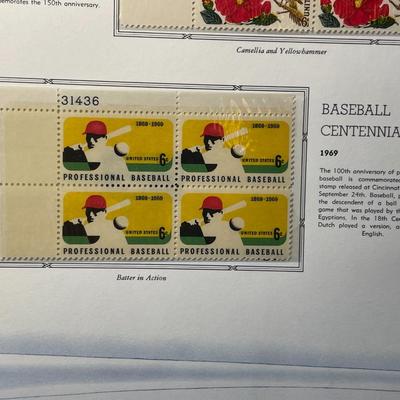 memorates the 150th anniversary.
6c
Camellia and Yellowhammer
31436
1869-1969
UNITED STATES 6c
PROFESSIONAL BASEBALL
1869-1969
UNITED STATES 6c
PROFESSIONAL BASEBALL
1869-1969
UNITED STATES 6c
PROFESSIONAL BASEBALL
1869-1969
UNITED STATES 6c
PROFESSIONAL BASEBALL
Batter in Action
BASEBALL
CENTENNIA
1969
The 100th anniversary of p
baseball is commemorated
stamp released at Cincinnat
September 24th. Baseball, p
the descendent of a ball
game that was played by the
Egyptians. In the 18th Cen
Dutch played a version, a
English.